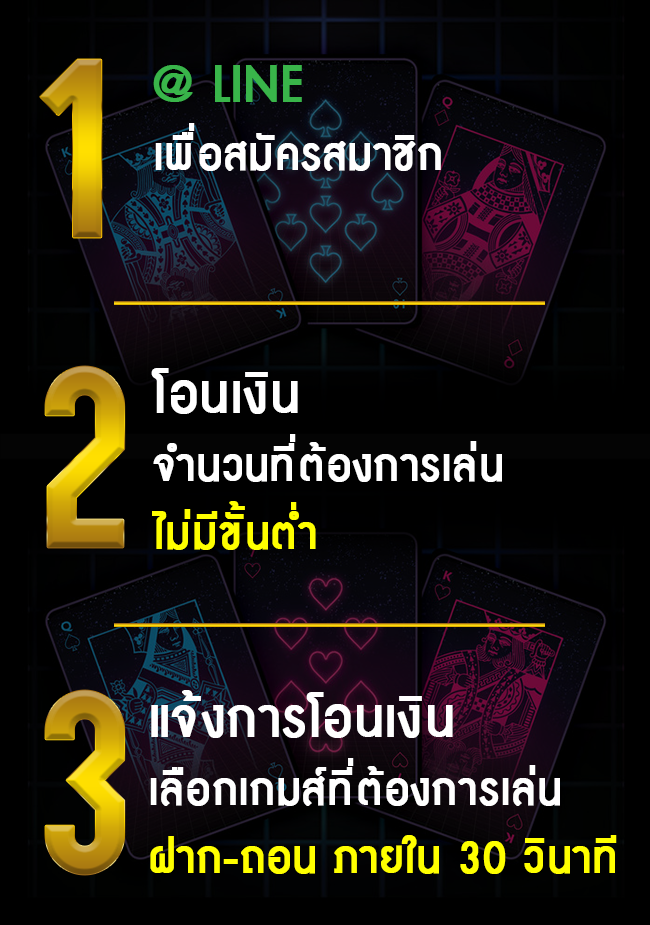 1
@ LINE
เพื่อสมัครสมาชิก
2
โอนเงิน
จำนวนที่ต้องการเล่น
ไม่มีขั้นต่ำ
3
แจ้งการโอนเงิน
เลือกเกมส์ที่ต้องการเล่น
ฝาก-ถอน ภายใน 30 วินาที